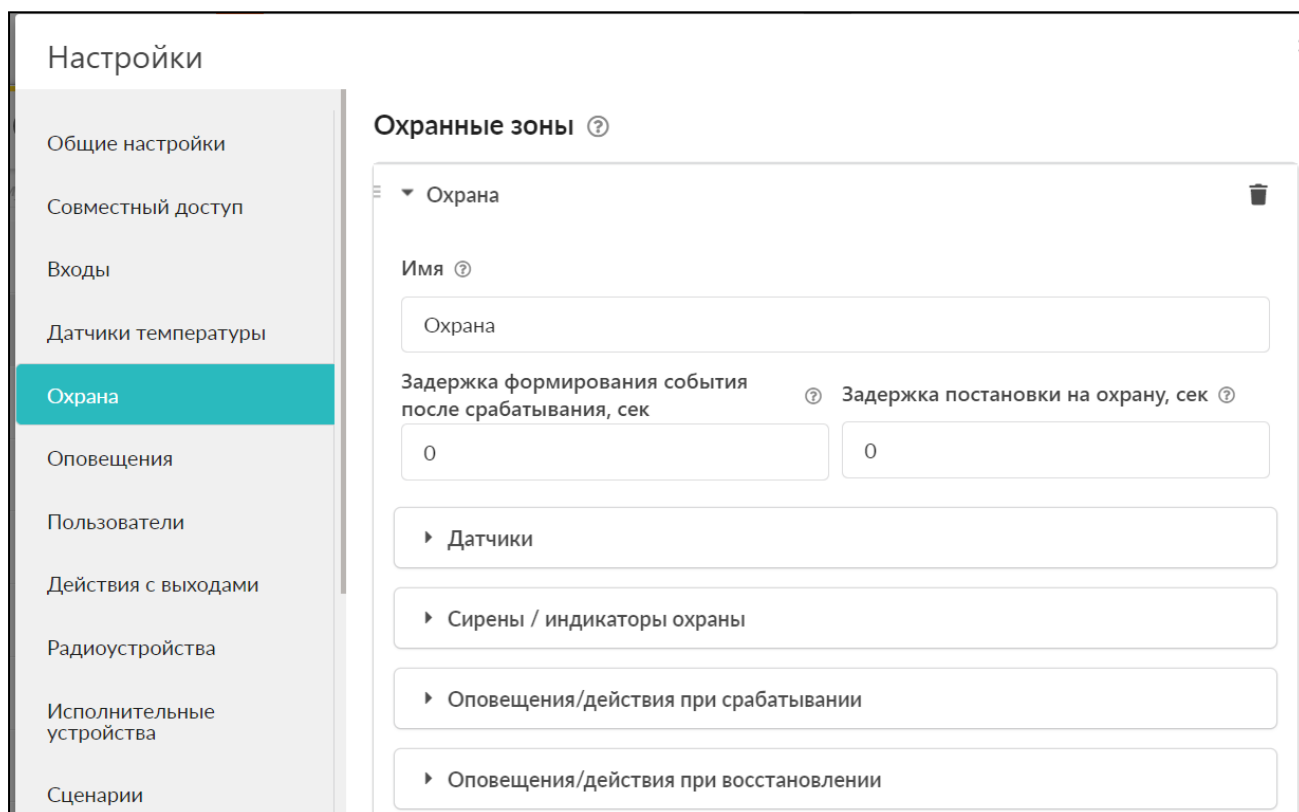 Настройки
Общие настройки
Совместный доступ
Входы
Датчики температуры
Охрана
Оповещения
Пользователи
Действия с выходами
Радиоустройства
Исполнительные
устройства
Сценарии
Охранные зоны ?
Охрана
Имя ?
Охрана
Задержка формирования события
после срабатывания, сек ?
0
Задержка постановки на охрану, сек ?
0
Датчики
Сирены / индикаторы охраны
Оповещения/действия при срабатывании
Оповещения/действия при восстановлении